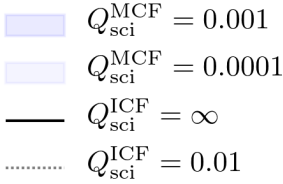 Q_sci^MCF = 0.001
Q_sci^MCF = 0.0001
Q_sci^ICF = ∞
Q_sci^ICF = 0.01